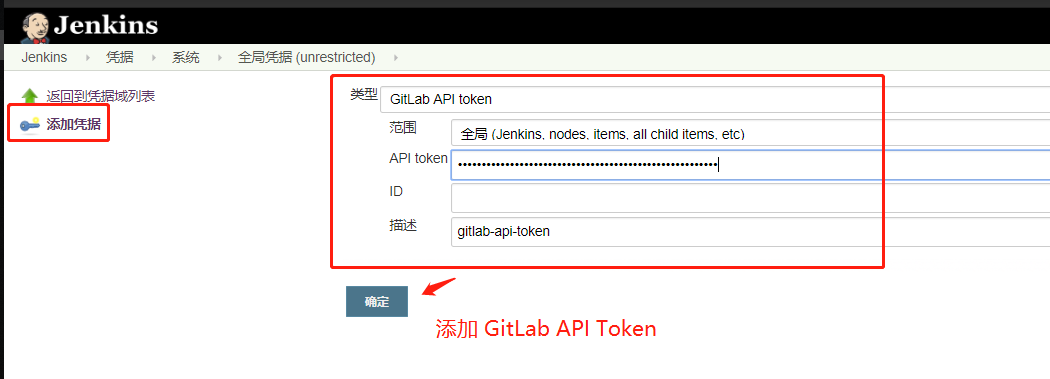 Jenkins
Jenkins 凭据 系统 全局凭据 (unrestricted)
返回到凭据域列表
添加凭据
类型 GitLab API token
范围 全局 (Jenkins, nodes, items, all child items, etc)
API token ••••••••••••••••••••••••••••••••••••••••••••••••••••••
ID
描述 gitlab-api-token
确定
添加 GitLab API Token